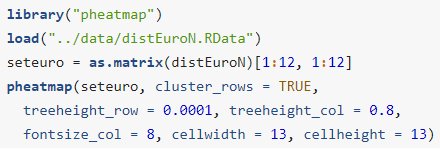 library("pheatmap")
load("../data/distEuroN.RData")
seteuro = as.matrix(distEuroN)[1:12, 1:12]
pheatmap(seteuro, cluster_rows = TRUE,
  treeheight_row = 0.0001, treeheight_col = 0.8,
  fontsize_col = 8, cellwidth = 13, cellheight = 13)